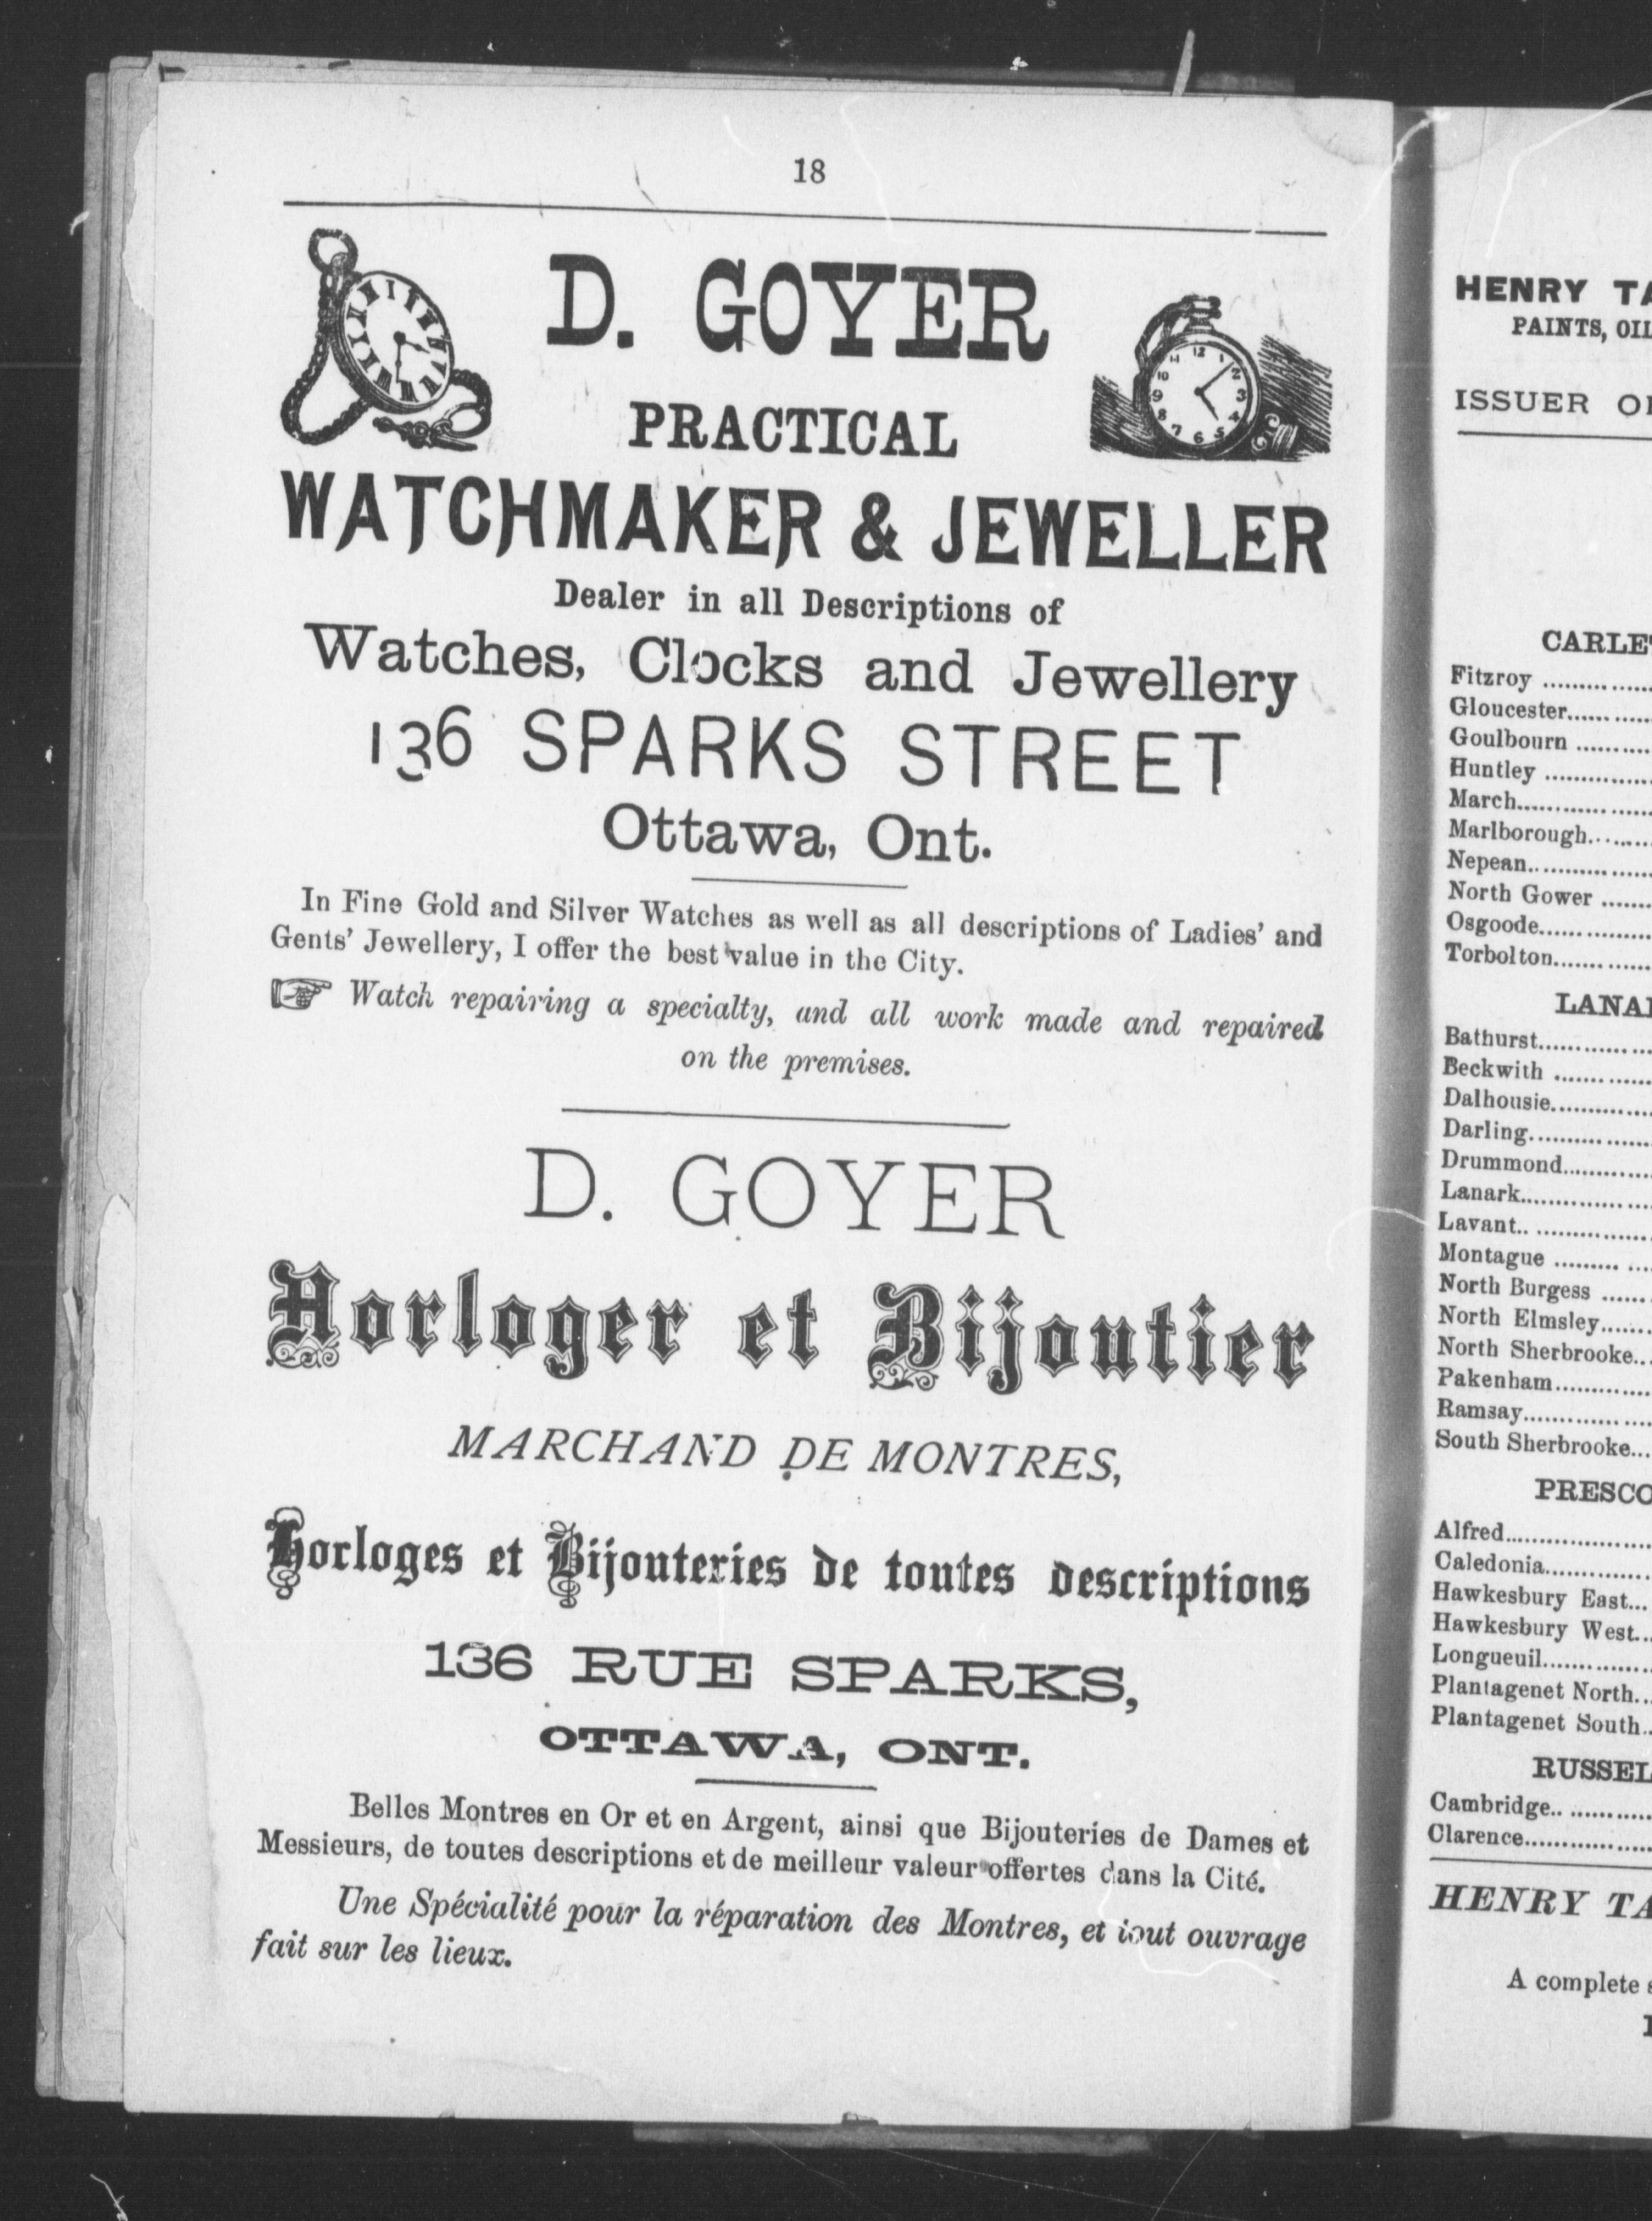 18
D. GOYER
PRACTICAL
WATCHMAKER & JEWELLER
Dealer in all Descriptions of
Watches, Clocks and Jewellery
136 SPARKS STREET
Ottawa, Ont.
In Fine Gold and Silver Watches as well as all descriptions of Ladies' and
Gents' Jewellery, I offer the best value in the City.
☞ Watch repairing a specialty, and all work made and repaired
on the premises.
D. GOYER
Horloger et Bijoutier
MARCHAND DE MONTRES,
Horloges et Bijouteries de toutes descriptions
136 RUE SPARKS,
OTTAWA, ONT.
Belles Montres en Or et en Argent, ainsi que Bijouteries de Dames et
Messieurs, de toutes descriptions et de meilleur valeur offertes dans la Cité.
Une Spécialité pour la réparation des Montres, et tout ouvrage
fait sur les lieux.
HENRY
PAINTS,
ISSUER
Fitzroy
Gloucester
Goulbourn
Huntley
March
Marlborough
Nepean
North Gower
Osgoode
Torbolton
Bathurst
Beckwith
Dalhousie
Darling
Drummond
Lanark
Lavant
Montague
North Burgess
North Elmsley
North Sherbrooke
Pakenham
Ramsay
South Sherbrooke
Alfred
Caledonia
Hawkesbury East
Hawkesbury West
Longueuil
Plantagenet North
Plantagenet South
Cambridge
Clarence
HENRY
A complete